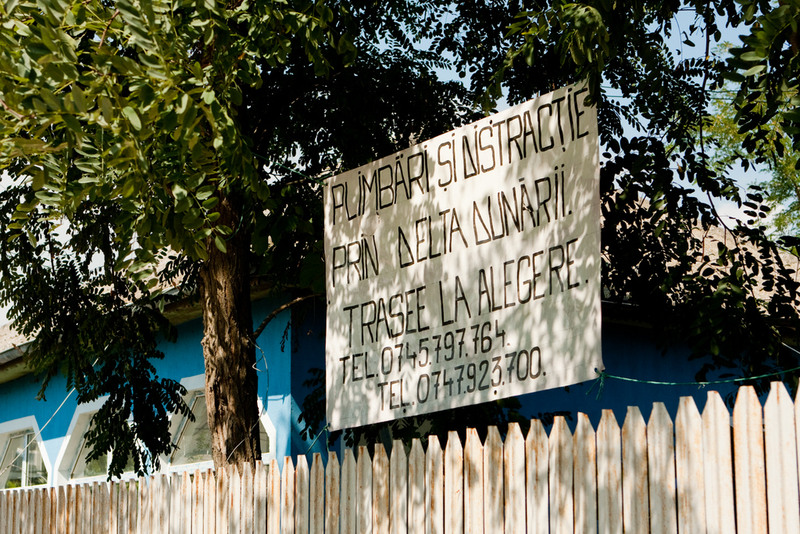 PLIMBĂRI ȘI DISTRACȚIE
PRIN DELTA DUNĂRII.
TRASEE LA ALEGERE.
TEL.0745.797.764.
TEL.0747.923.700.